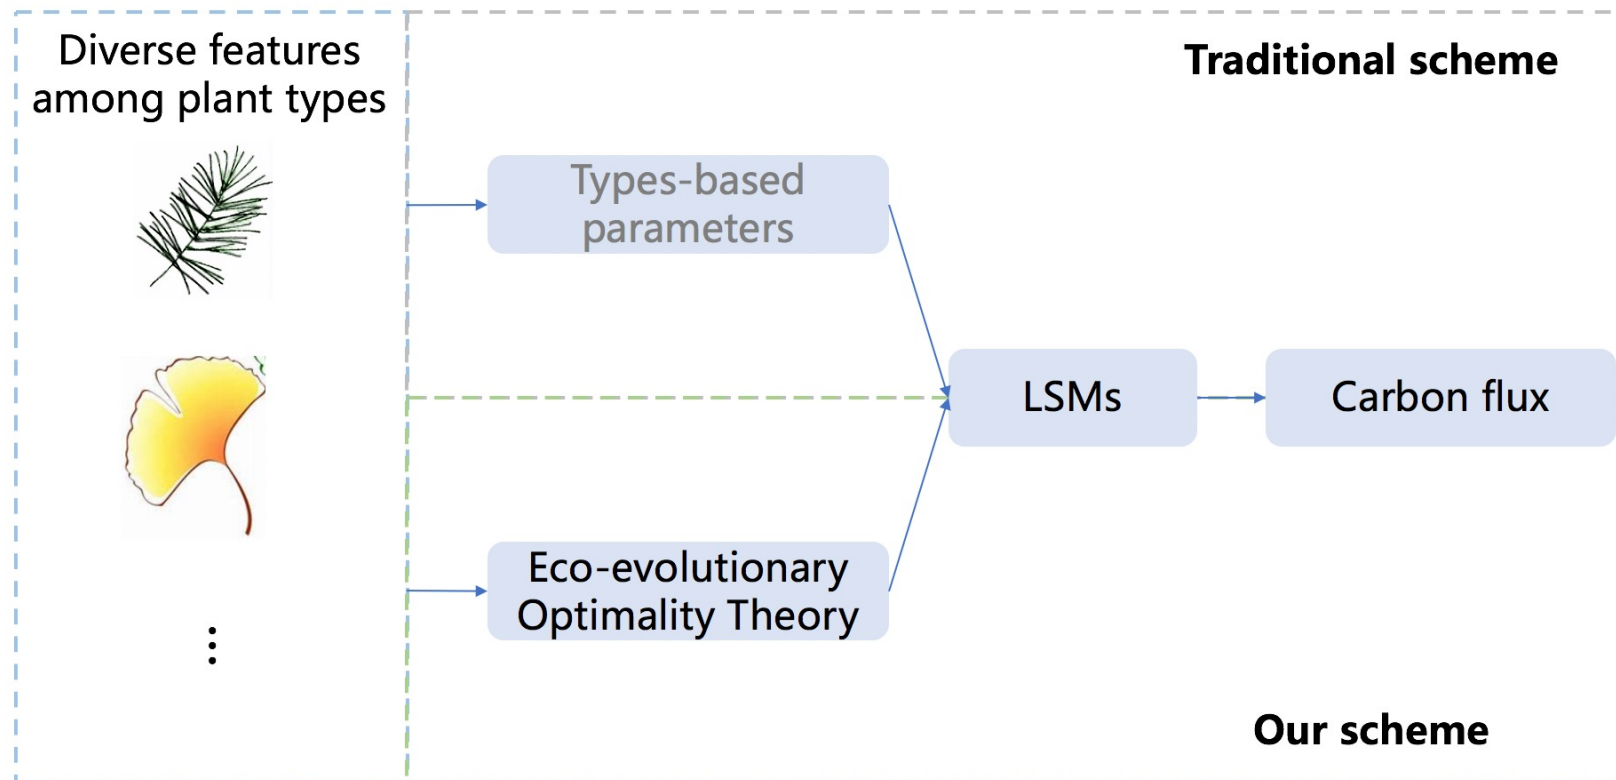 Diverse features
among plant types
Traditional scheme
Types-based
parameters
LSMs
Carbon flux
Eco-evolutionary
Optimality Theory
⋮
Our scheme